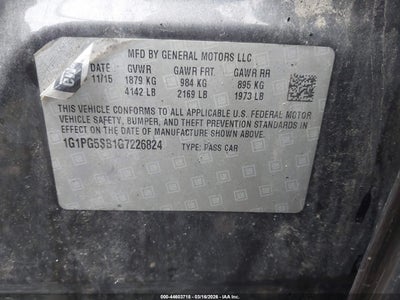 MFD BY GENERAL MOTORS LLC
DATE GVWR GAWR FRT GAWR RR
11/15 1879 KG 984 KG 895 KG
4142 LB 2169 LB 1973 LB
THIS VEHICLE CONFORMS TO ALL APPLICABLE U.S. FEDERAL MOTOR
VEHICLE SAFETY, BUMPER, AND THEFT PREVENTION STANDARDS
IN EFFECT ON THE DATE OF MANUFACTURE SHOWN ABOVE.
1G1PG5SB1G7226824 TYPE: PASS CAR
000-44603718 - 03/18/2026 - IAA Inc.